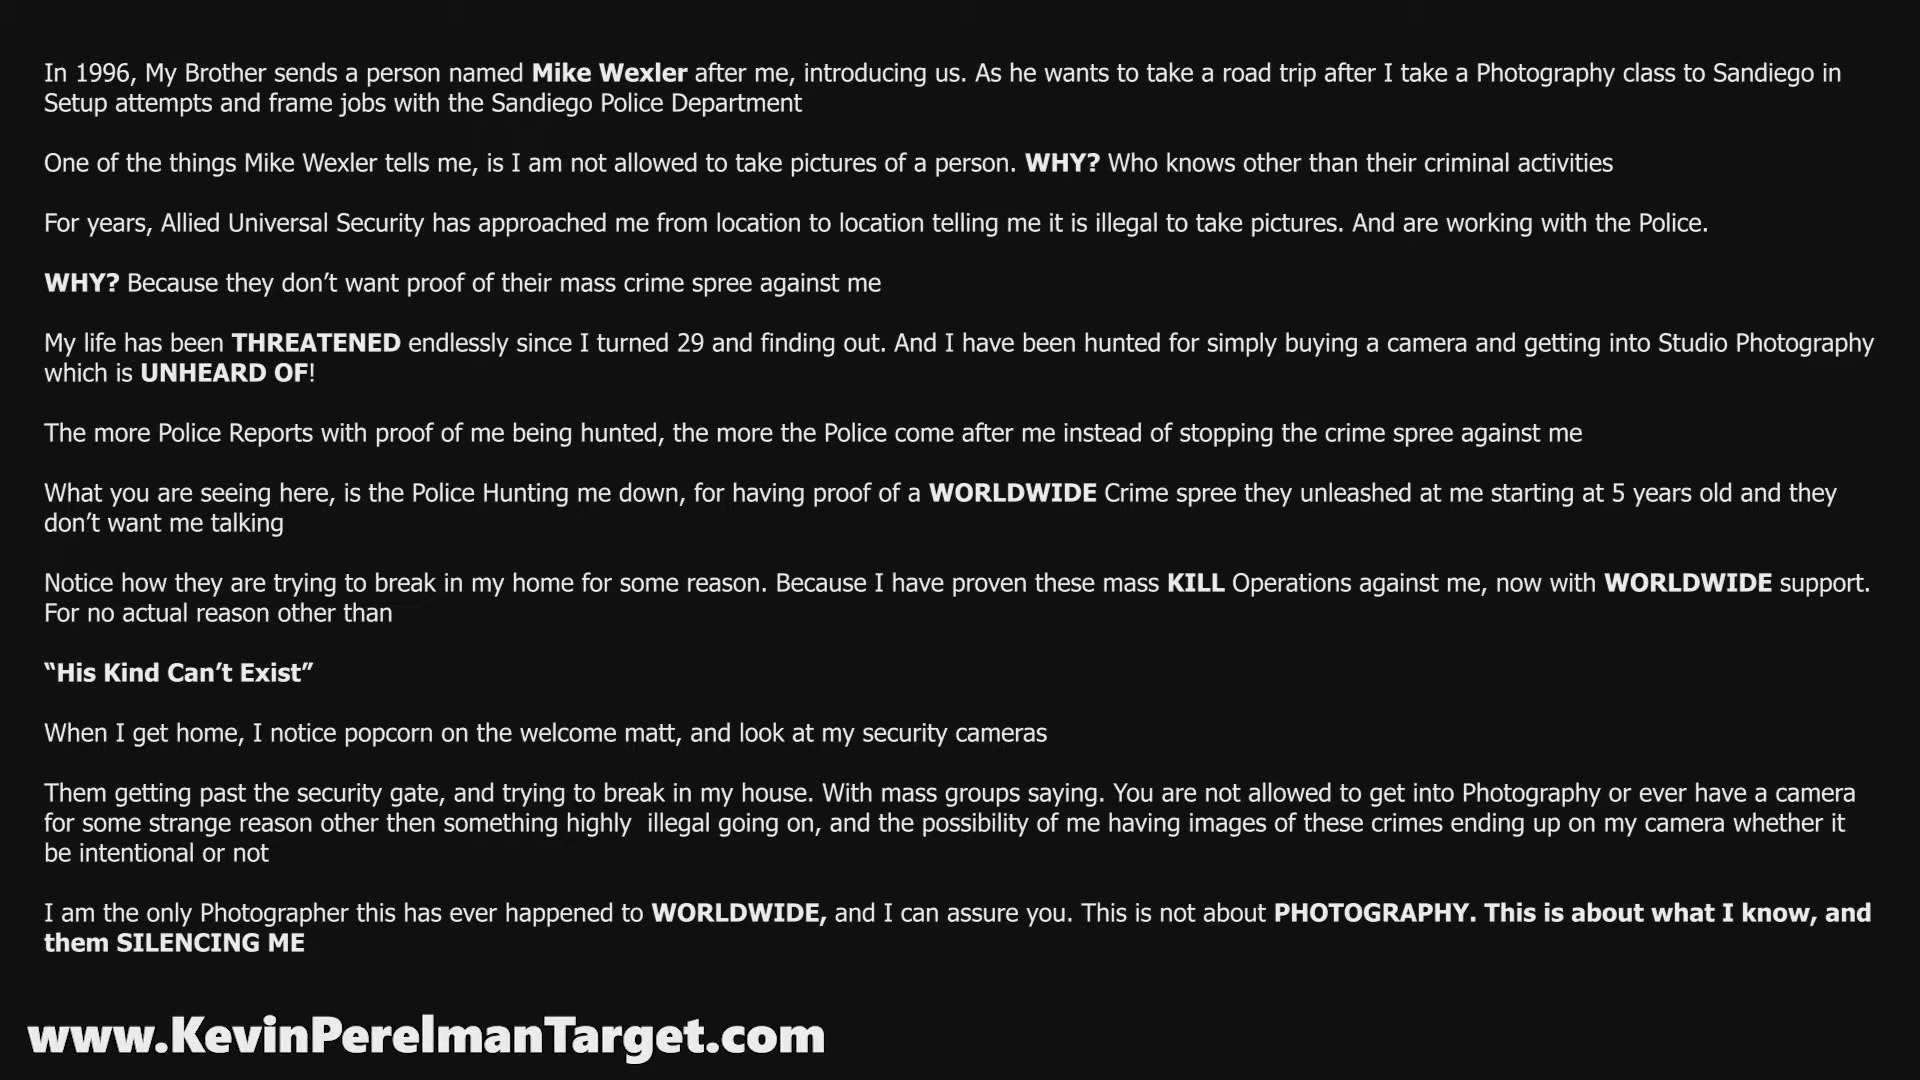 In 1996, My Brother sends a person named Mike Wexler after me, introducing us. As he wants to take a road trip after I take a Photography class to Sandiego in
Setup attempts and frame jobs with the Sandiego Police Department
One of the things Mike Wexler tells me, is I am not allowed to take pictures of a person. WHY? Who knows other than their criminal activities
For years, Allied Universal Security has approached me from location to location telling me it is illegal to take pictures. And are working with the Police.
WHY? Because they don’t want proof of their mass crime spree against me
My life has been THREATENED endlessly since I turned 29 and finding out. And I have been hunted for simply buying a camera and getting into Studio Photography
which is UNHEARD OF!
The more Police Reports with proof of me being hunted, the more the Police come after me instead of stopping the crime spree against me
What you are seeing here, is the Police Hunting me down, for having proof of a WORLDWIDE Crime spree they unleashed at me starting at 5 years old and they
don’t want me talking
Notice how they are trying to break in my home for some reason. Because I have proven these mass KILL Operations against me, now with WORLDWIDE support.
For no actual reason other than
“His Kind Can’t Exist”
When I get home, I notice popcorn on the welcome matt, and look at my security cameras
Them getting past the security gate, and trying to break in my house. With mass groups saying. You are not allowed to get into Photography or ever have a camera
for some strange reason other then something highly  illegal going on, and the possibility of me having images of these crimes ending up on my camera whether it
be intentional or not
I am the only Photographer this has ever happened to WORLDWIDE, and I can assure you. This is not about PHOTOGRAPHY. This is about what I know, and
them SILENCING ME
www.KevinPerelmanTarget.com